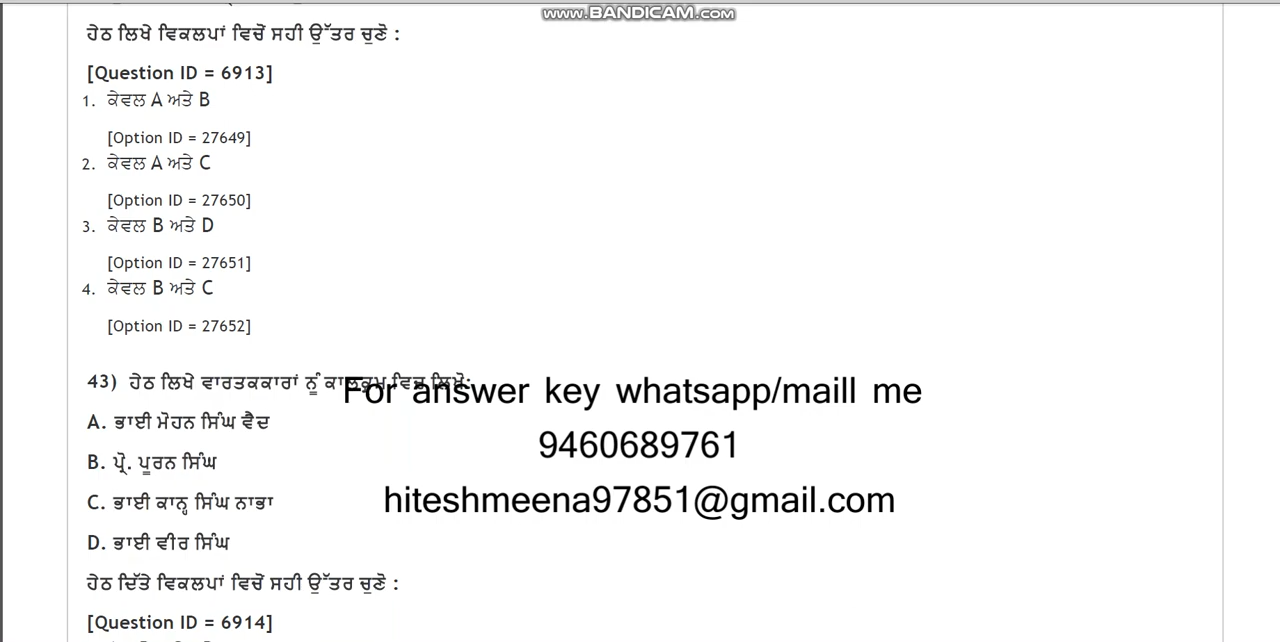 www.BANDICAM.com
ਹੇਠ ਲਿਖੇ ਵਿਕਲਪਾਂ ਵਿਚੋਂ ਸਹੀ ਉੱਤਰ ਚੁਣੋ :
[Question ID = 6913]
1. ਕੇਵਲ A ਅਤੇ B
[Option ID = 27649]
2. ਕੇਵਲ A ਅਤੇ C
[Option ID = 27650]
3. ਕੇਵਲ B ਅਤੇ D
[Option ID = 27651]
4. ਕੇਵਲ B ਅਤੇ C
[Option ID = 27652]
43) ਹੇਠ ਲਿਖੇ ਵਾਰਤਕਕਾਰਾਂ ਨੂੰ ਕਾਲਕ੍ਰਮ ਵਿਚ ਲਿਖੋ:
For answer key whatsapp/maill me
A. ਭਾਈ ਮੋਹਨ ਸਿੰਘ ਵੈਦ
9460689761
B. ਪ੍ਰੋ. ਪੂਰਨ ਸਿੰਘ
C. ਭਾਈ ਕਾਨ੍ਹ ਸਿੰਘ ਨਾਭਾ
hiteshmeena97851@gmail.com
D. ਭਾਈ ਵੀਰ ਸਿੰਘ
ਹੇਠ ਦਿੱਤੇ ਵਿਕਲਪਾਂ ਵਿਚੋਂ ਸਹੀ ਉੱਤਰ ਚੁਣੋ :
[Question ID = 6914]